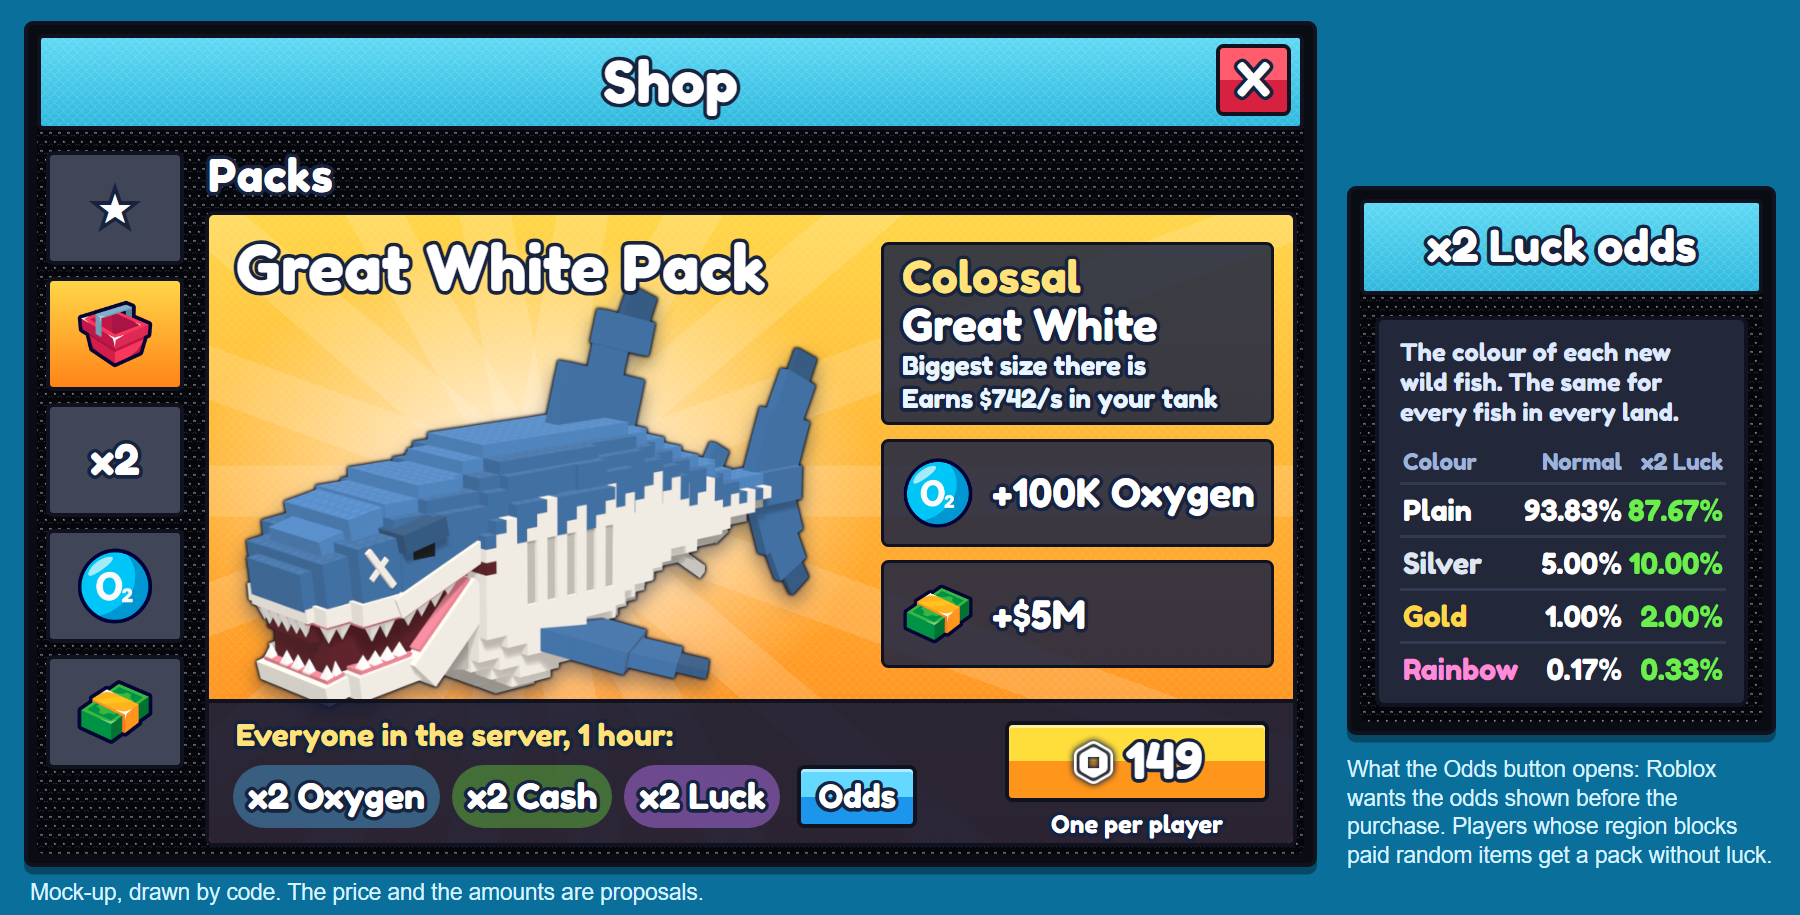 Shop
Packs
x2
O2
Great White Pack
Colossal
Great White
Biggest size there is
Earns $742/s in your tank
O2
+100K Oxygen
+$5M
Everyone in the server, 1 hour:
x2 Oxygen
x2 Cash
x2 Luck
Odds
149
One per player
Mock-up, drawn by code. The price and the amounts are proposals.
x2 Luck odds
The colour of each new
wild fish. The same for
every fish in every land.
Colour Normal x2 Luck
Plain 93.83% 87.67%
Silver 5.00% 10.00%
Gold 1.00% 2.00%
Rainbow 0.17% 0.33%
What the Odds button opens: Roblox
wants the odds shown before the
purchase. Players whose region blocks
paid random items get a pack without luck.